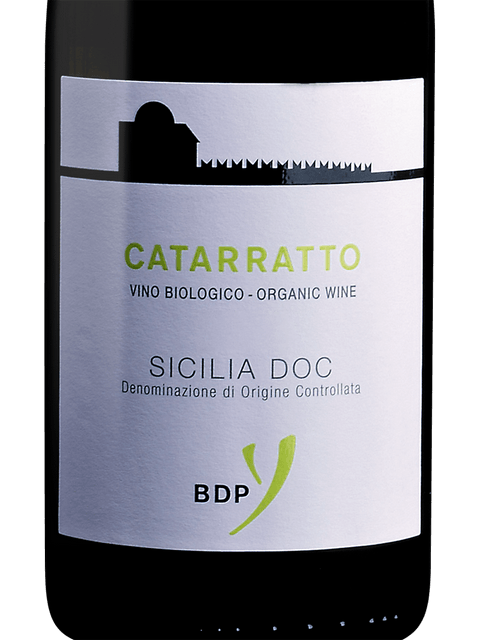 CATARRATTO
VINO BIOLOGICO - ORGANIC WINE
SICILIA DOC
Denominazione di Origine Controllata
BDP